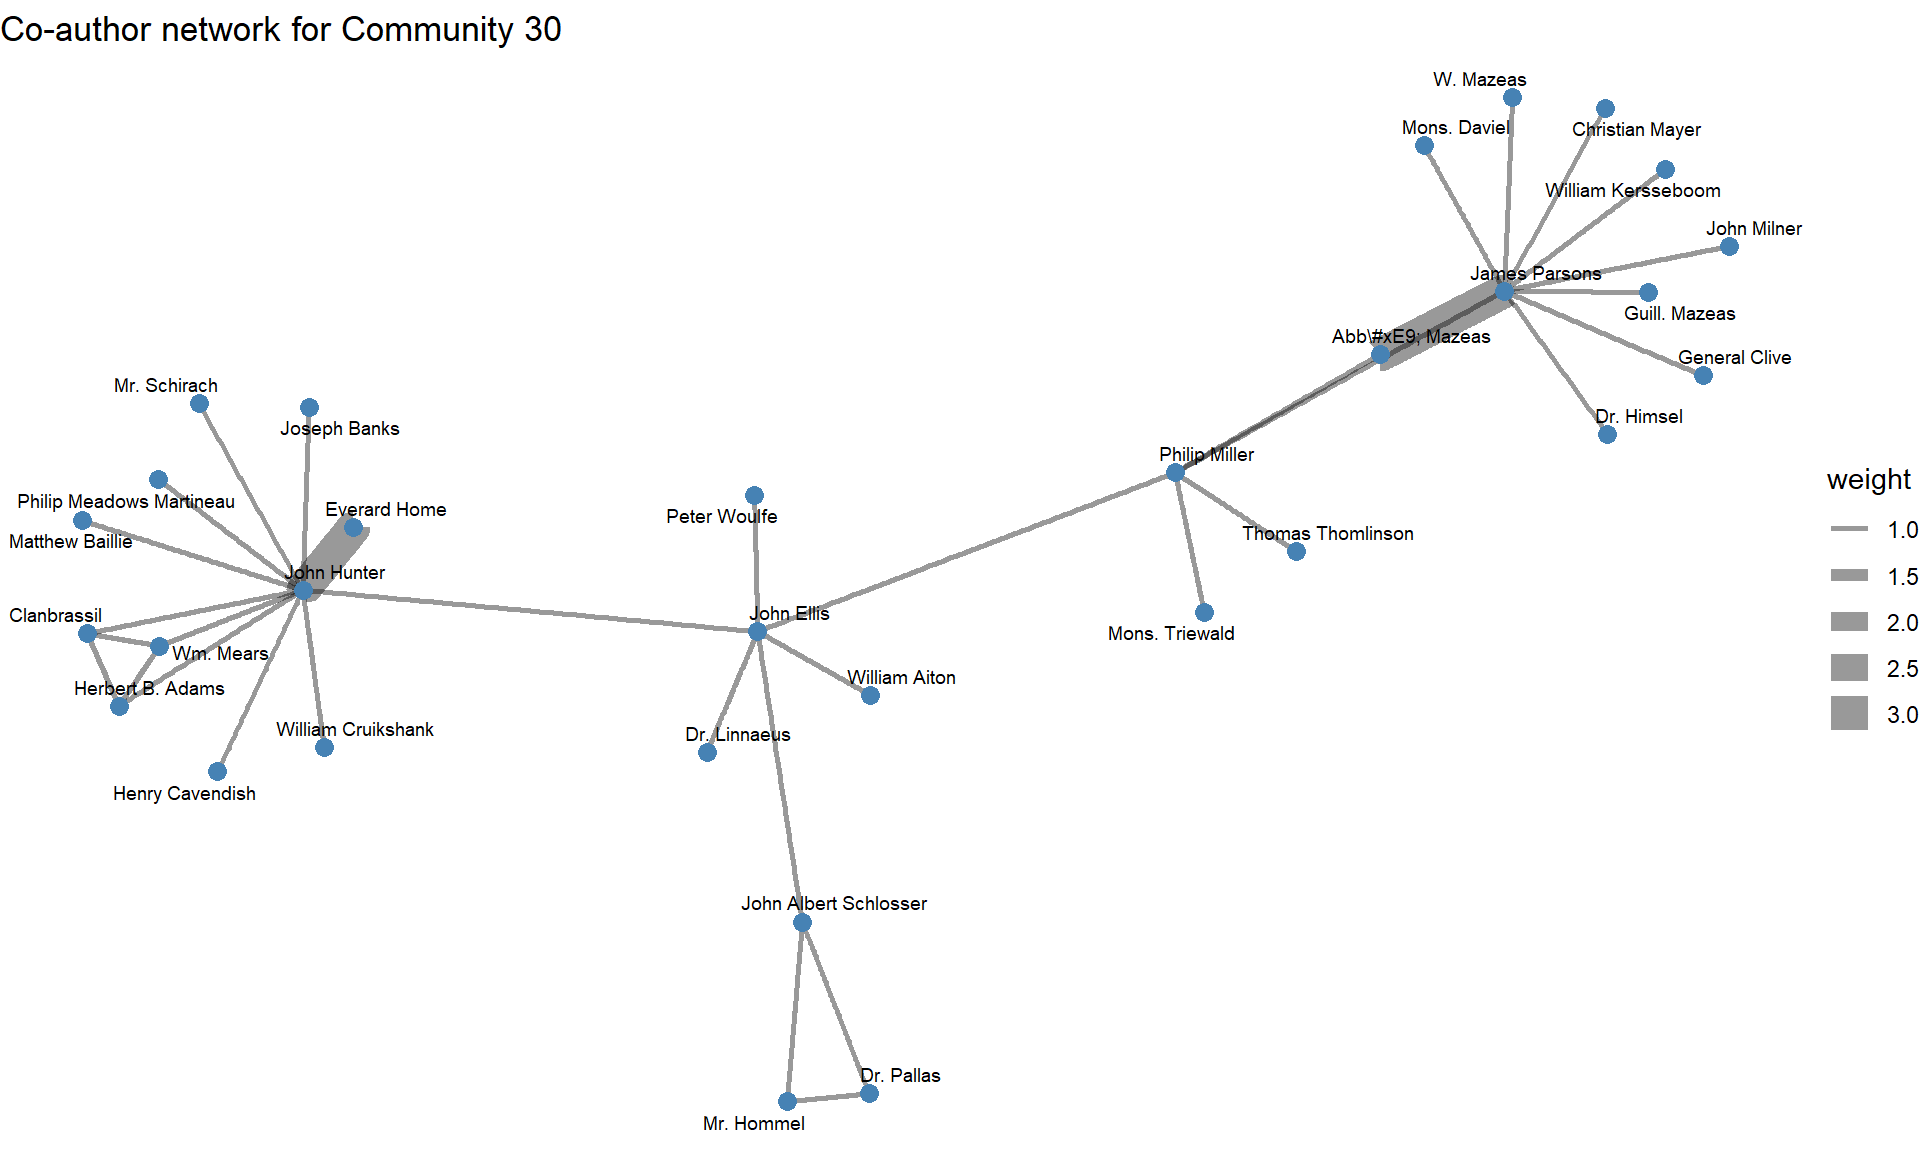 Co-author network for Community 30
W. Mazeas
Mons. Daviel
Christian Mayer
William Kersseboom
John Milner
James Parsons
Guill. Mazeas
Abb\#xE9; Mazeas
General Clive
Mr. Schirach
Dr. Himsel
Joseph Banks
Philip Miller
weight
Philip Meadows Martineau
Everard Home
Peter Woulfe
1.0
Matthew Baillie
Thomas Thomlinson
John Hunter
1.5
Clanbrassil
John Ellis
2.0
Mons. Triewald
Wm. Mears
2.5
William Aiton
Herbert B. Adams
3.0
William Cruikshank
Dr. Linnaeus
Henry Cavendish
John Albert Schlosser
Dr. Pallas
Mr. Hommel